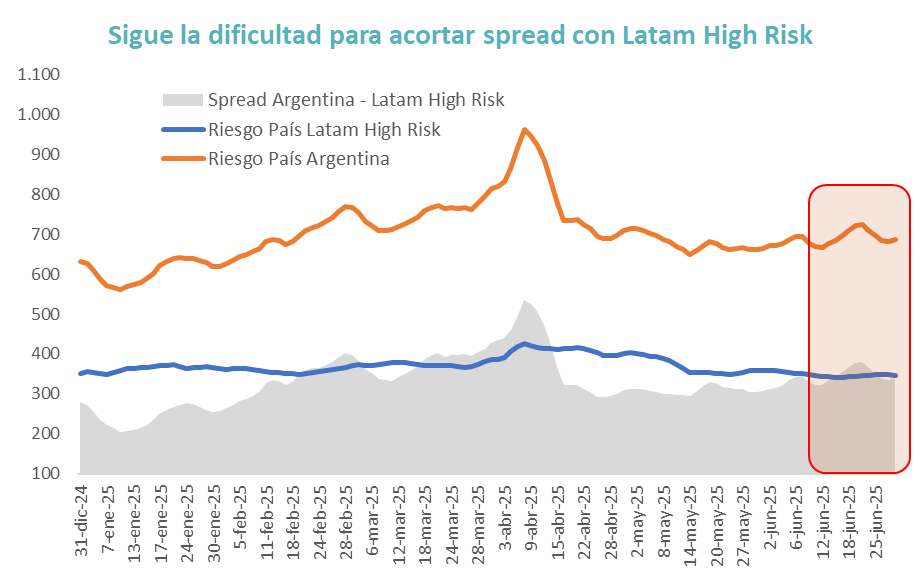 Sigue la dificultad para acortar spread con Latam High Risk
1.100
1.000
900
800
700
600
500
400
300
200
100
Spread Argentina - Latam High Risk
Riesgo País Latam High Risk
Riesgo País Argentina
31-dic-24
7-ene-25
13-ene-25
17-ene-25
24-ene-25
30-ene-25
5-feb-25
11-feb-25
18-feb-25
24-feb-25
28-feb-25
6-mar-25
12-mar-25
18-mar-25
24-mar-25
28-mar-25
3-abr-25
9-abr-25
15-abr-25
22-abr-25
28-abr-25
2-may-25
8-may-25
14-may-25
20-may-25
27-may-25
2-jun-25
6-jun-25
12-jun-25
18-jun-25
25-jun-25